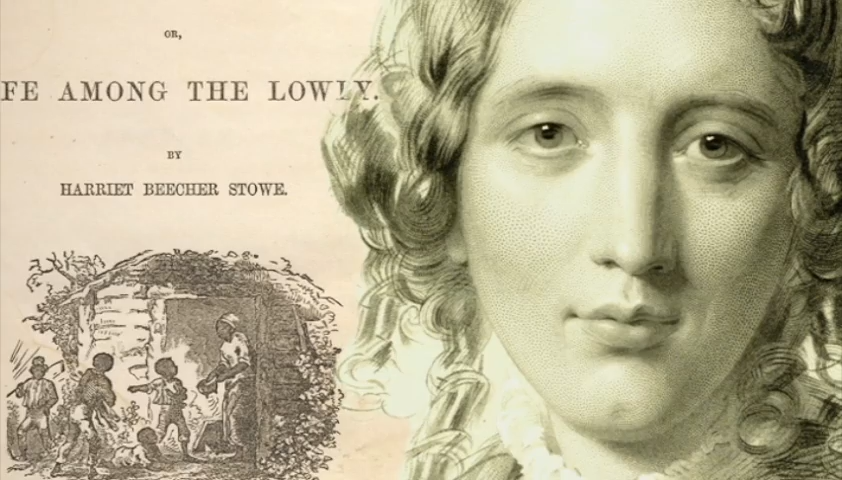 OR,
FE AMONG THE LOWLY.
BY
HARRIET BEECHER STOWE.